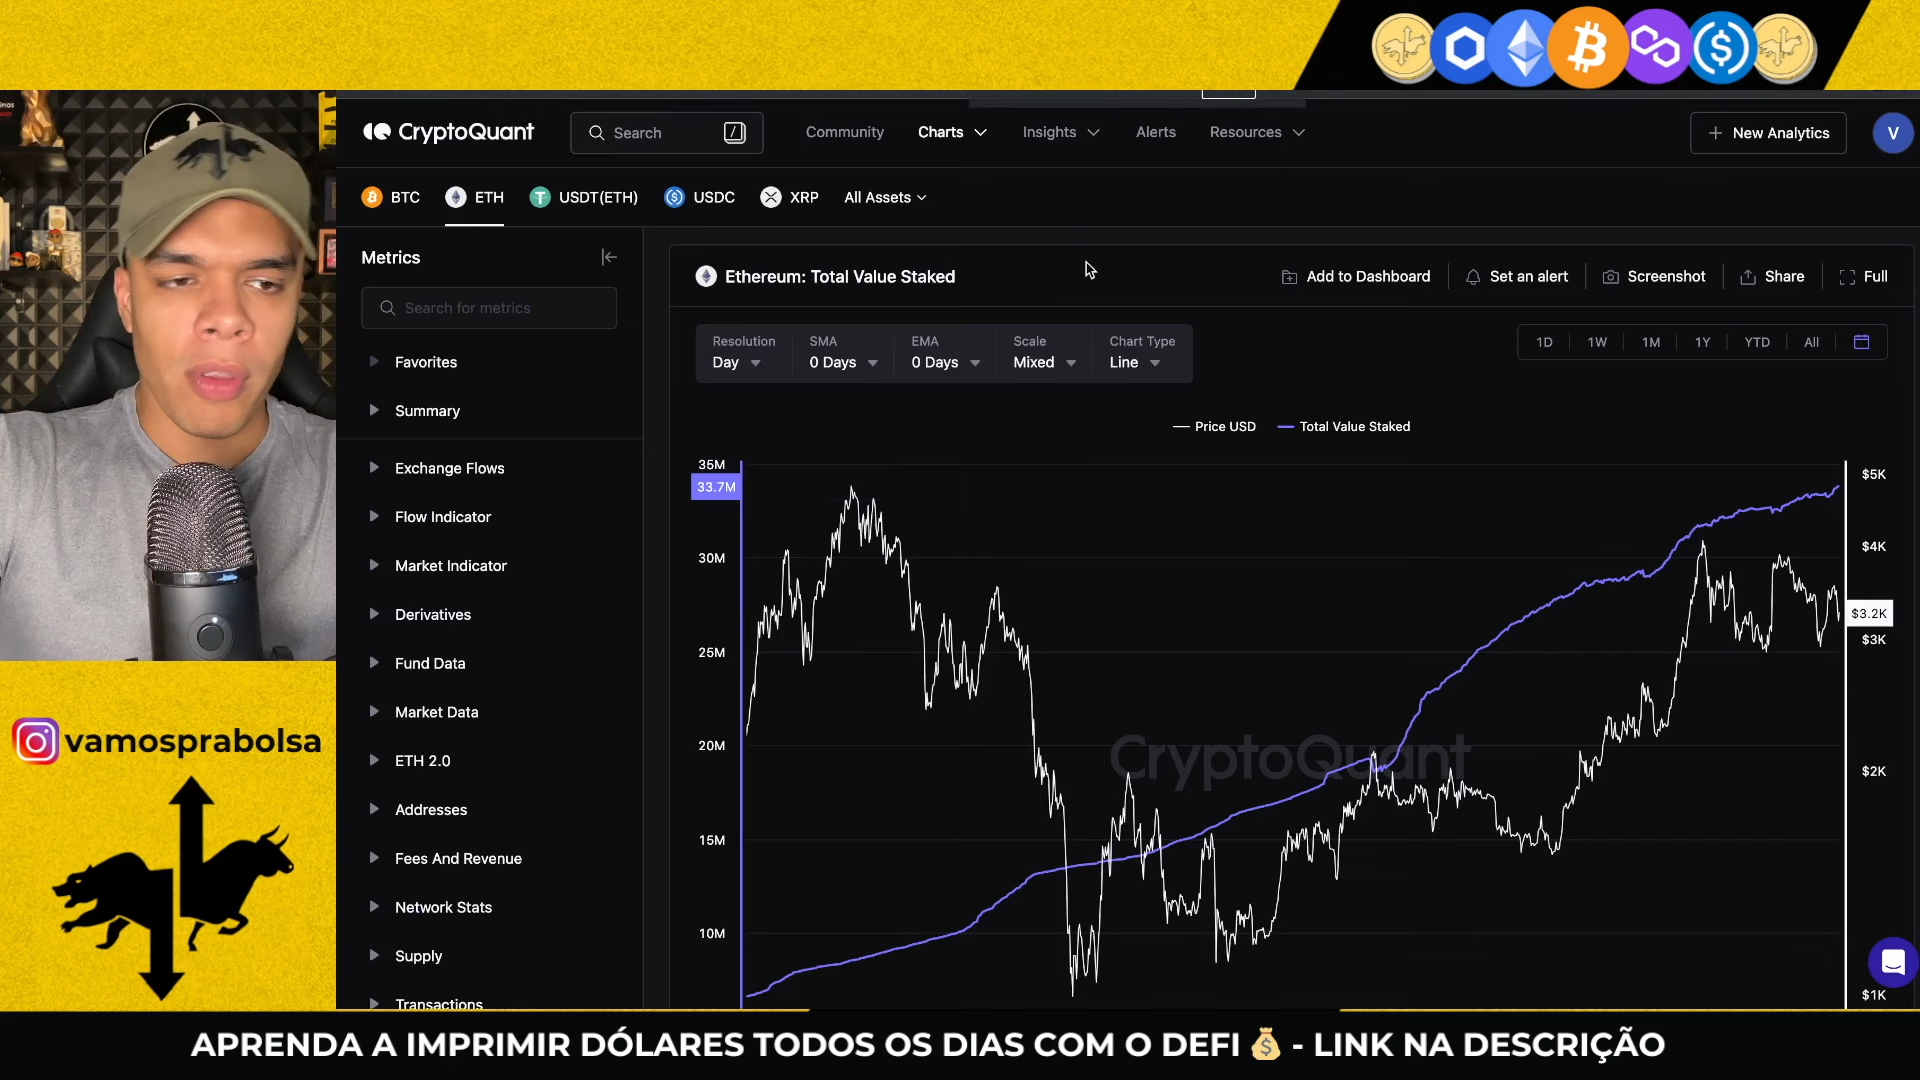 CryptoQuant
Search
/
Community
Charts
Insights
Alerts
Resources
New Analytics
V
BTC
ETH
USDT(ETH)
USDC
XRP
All Assets
Metrics
Search for metrics
Favorites
Summary
Exchange Flows
Flow Indicator
Market Indicator
Derivatives
Fund Data
Market Data
ETH 2.0
Addresses
Fees And Revenue
Network Stats
Supply
Transactions
Ethereum: Total Value Staked
Add to Dashboard
Set an alert
Screenshot
Share
Full
Resolution
Day
SMA
0 Days
EMA
0 Days
Scale
Mixed
Chart Type
Line
1D
1W
1M
1Y
YTD
All
Price USD
Total Value Staked
35M
33.7M
30M
25M
20M
15M
10M
$5K
$4K
$3.2K
$3K
$2K
$1K
CryptoQuant
vamosprabolsa
APRENDA A IMPRIMIR DÓLARES TODOS OS DIAS COM O DEFI 💰 - LINK NA DESCRIÇÃO